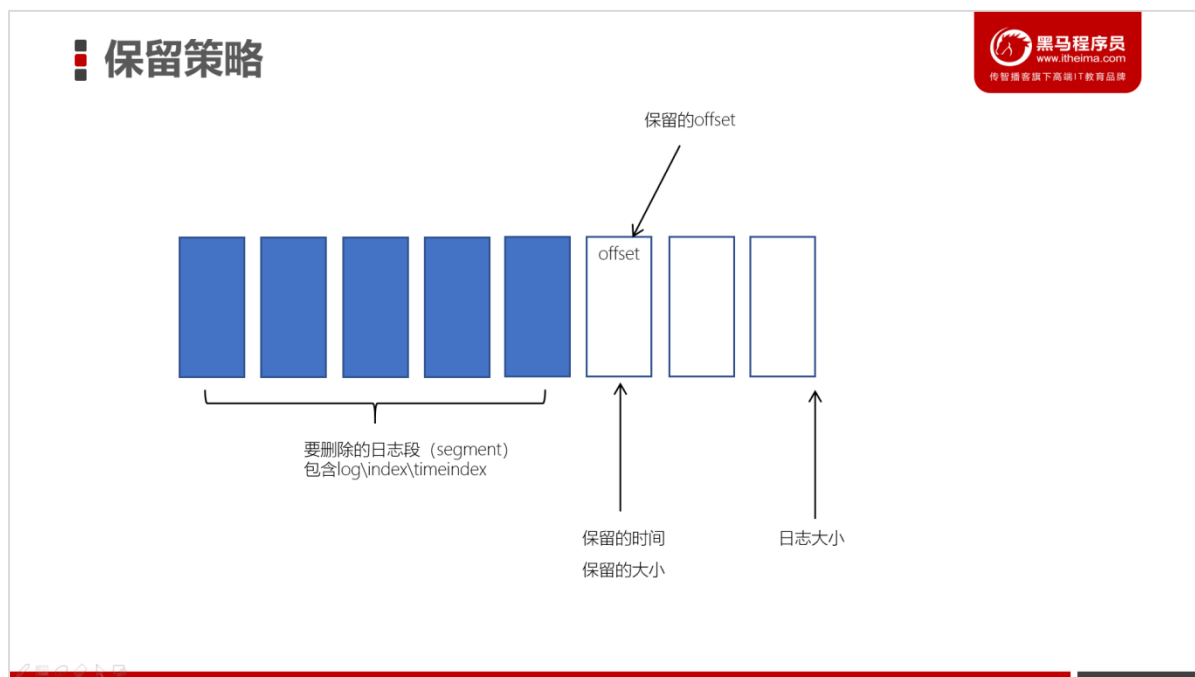 保留策略
黑马程序员
www.itheima.com
传智播客旗下高端IT教育品牌
保留的offset
offset
要删除的日志段（segment）
包含log\index\timeindex
保留的时间
保留的大小
日志大小